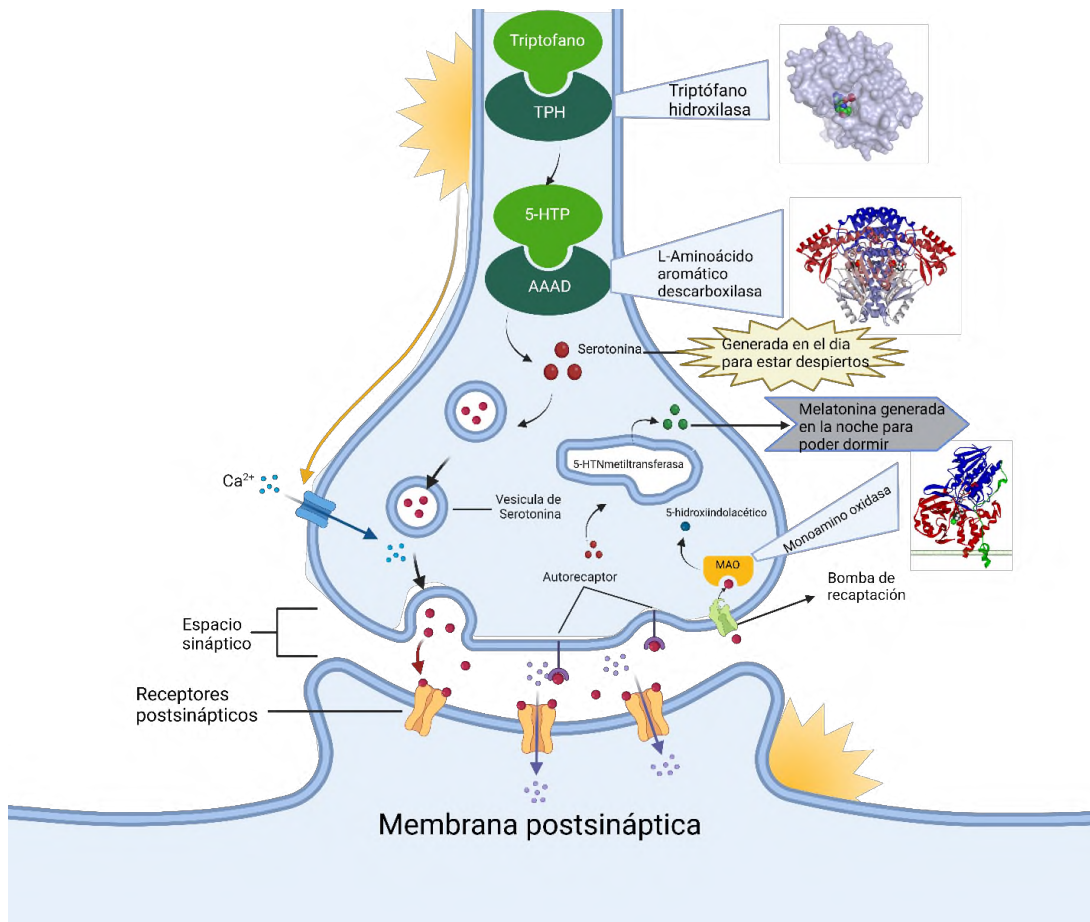 Triptofano
TPH
Triptófano
hidroxilasa
5-HTP
AAAD
L-Aminoácido
aromático
descarboxilasa
Serotonina
Generada en el dia
para estar despiertos
Melatonina generada
en la noche para
poder dormir
5-HTNmetiltransferasa
Ca²⁺
Vesicula de
Serotonina
5-hidroxiindolacético
Monoamino oxidasa
MAO
Autorecaptor
Bomba de
recaptación
Espacio
sináptico
Receptores
postsinápticos
Membrana postsináptica